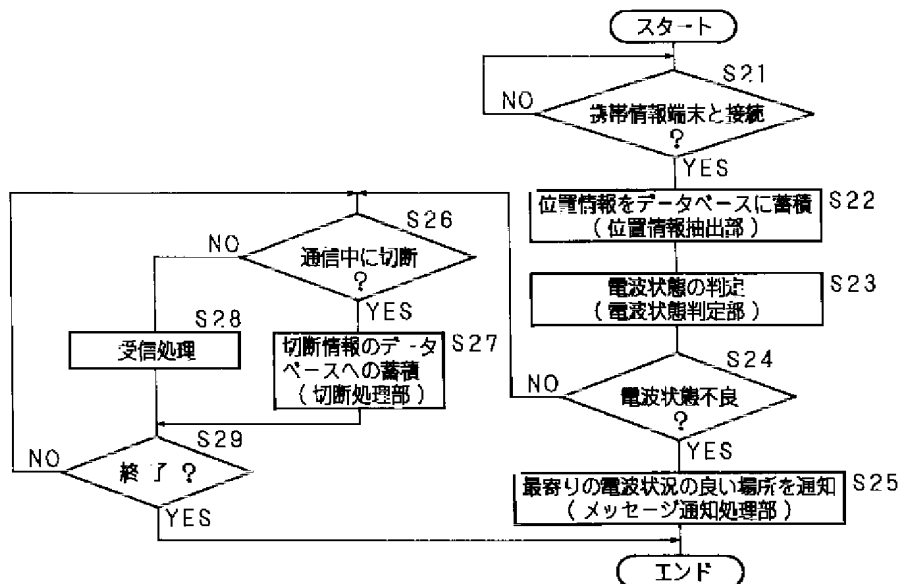 スタート
S21
携帯情報端末と接続
?
NO
YES
位置情報をデータベースに蓄積
(位置情報抽出部)
S22
電波状態の判定
(電波状態判定部)
S23
S24
電波状態不良
?
NO
YES
最寄りの電波状況の良い場所を通知
(メッセージ通知処理部)
S25
S26
通信中に切断
?
NO
YES
切断情報のデータ
ベースへの蓄積
(切断処理部)
S27
S28
受信処理
S29
終了?
NO
YES
エンド